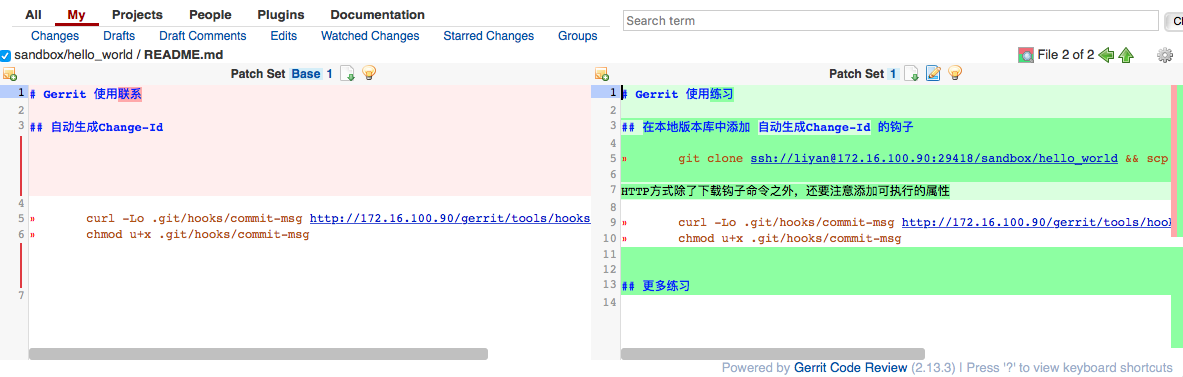 All My Projects People Plugins Documentation
Changes Drafts Draft Comments Edits Watched Changes Starred Changes Groups
Search term
sandbox/hello_world / README.md
File 2 of 2
Patch Set Base 1
1 # Gerrit 使用联系
2
3 ## 自动生成Change-Id
4
5 » curl -Lo .git/hooks/commit-msg http://172.16.100.90/gerrit/tools/hooks
6 » chmod u+x .git/hooks/commit-msg
7
Patch Set 1
1 # Gerrit 使用练习
2
3 ## 在本地版本库中添加 自动生成Change-Id 的钩子
4
5 » git clone ssh://liyan@172.16.100.90:29418/sandbox/hello_world && scp
6
7 HTTP方式除了下载钩子命令之外，还要注意添加可执行的属性
8
9 » curl -Lo .git/hooks/commit-msg http://172.16.100.90/gerrit/tools/hook
10 » chmod u+x .git/hooks/commit-msg
11
12
13 ## 更多练习
14
Powered by Gerrit Code Review (2.13.3) | Press '?' to view keyboard shortcuts